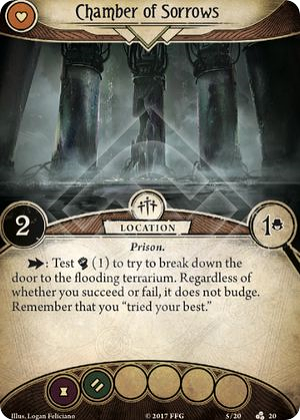 Chamber of Sorrows
2
LOCATION
1
Prison.
: Test (1) to try to break down the
door to the flooding terrarium. Regardless of
whether you succeed or fail, it does not budge.
Remember that you “tried your best.”
Illus. Logan Feliciano © 2017 FFG 5/20 20